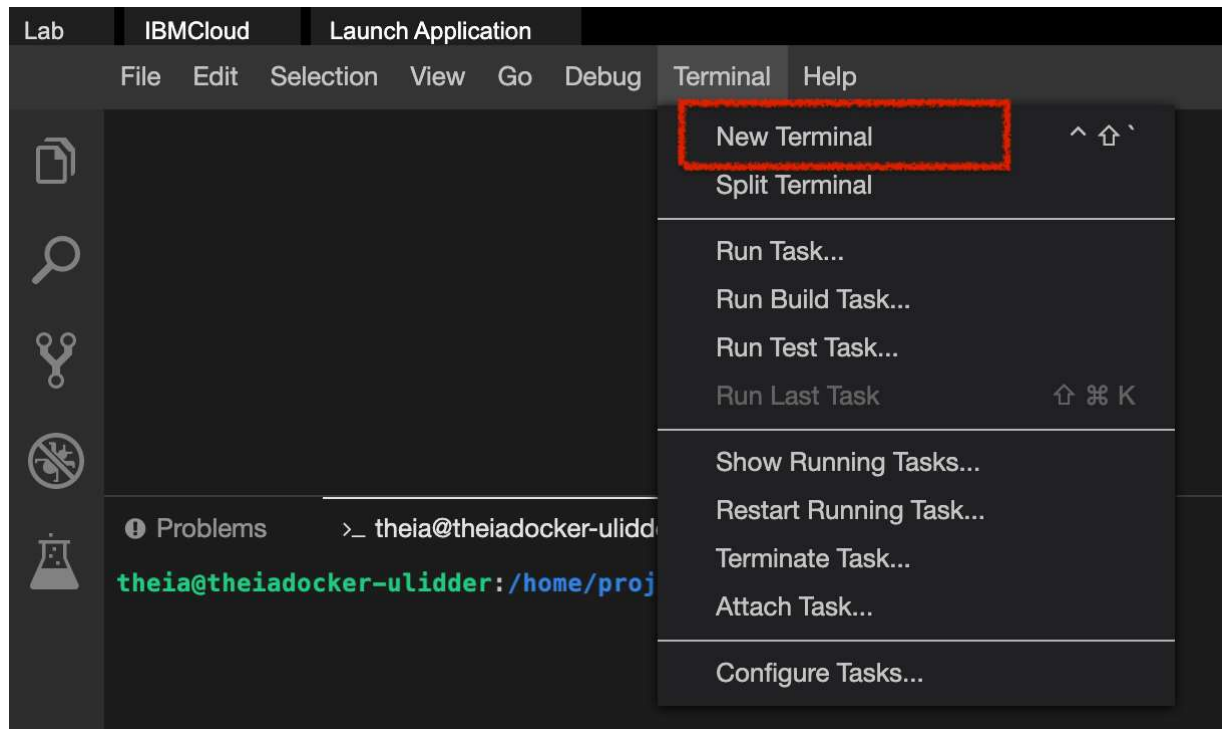 Lab IBMCloud Launch Application
File Edit Selection View Go Debug Terminal Help
New Terminal ^ ⇧ `
Split Terminal
Run Task...
Run Build Task...
Run Test Task...
Run Last Task ⇧ ⌘ K
Show Running Tasks...
Restart Running Task...
Terminate Task...
Attach Task...
Configure Tasks...
Problems >_ theia@theiadocker-ulidd
theia@theiadocker-ulidder:/home/proj